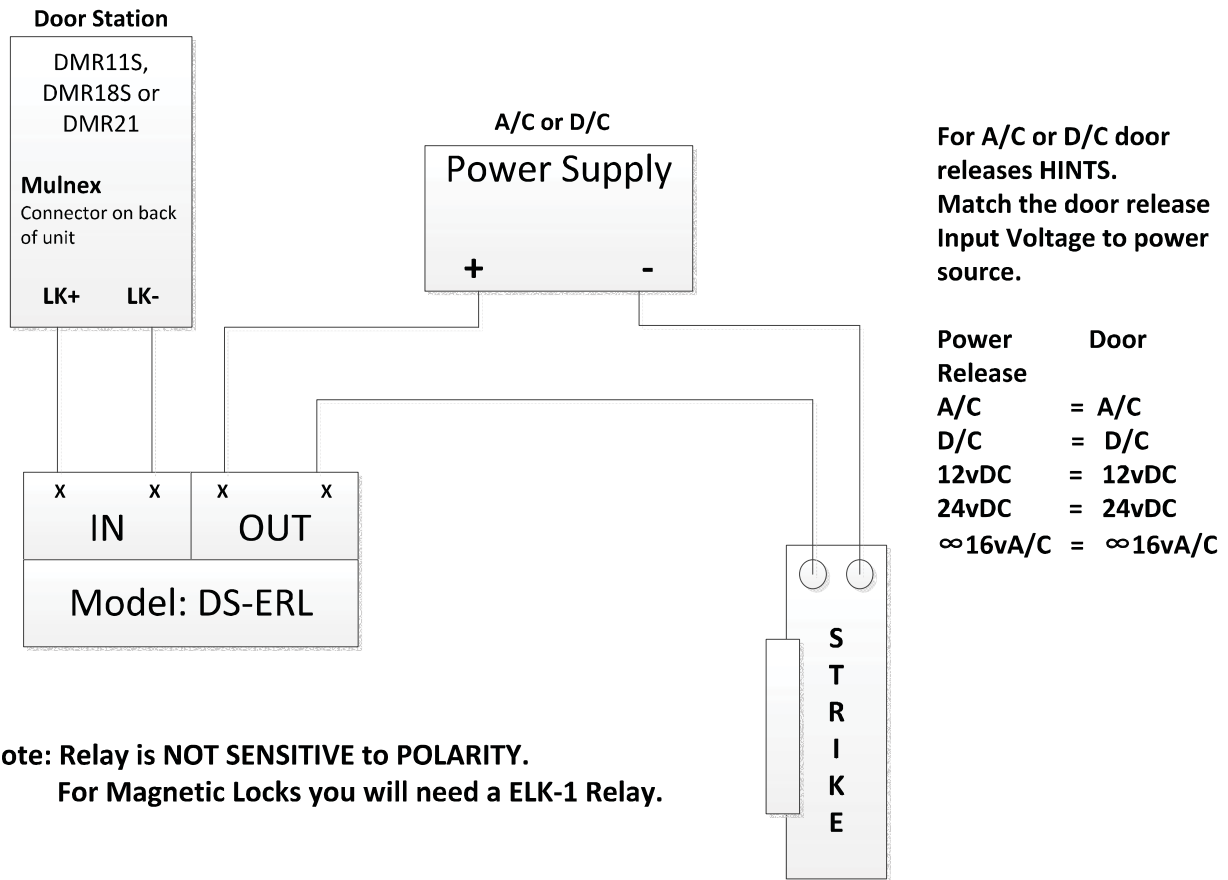 Door Station
DMR11S,
DMR18S or
DMR21
Mulnex
Connector on back
of unit
LK+ LK-
A/C or D/C
Power Supply
+ -
For A/C or D/C door
releases HINTS.
Match the door release
Input Voltage to power
source.
Power Door
Release
A/C = A/C
D/C = D/C
12vDC = 12vDC
24vDC = 24vDC
∞16vA/C = ∞16vA/C
X X X X
IN OUT
Model: DS-ERL
S
T
R
I
K
E
ote: Relay is NOT SENSITIVE to POLARITY.
For Magnetic Locks you will need a ELK-1 Relay.